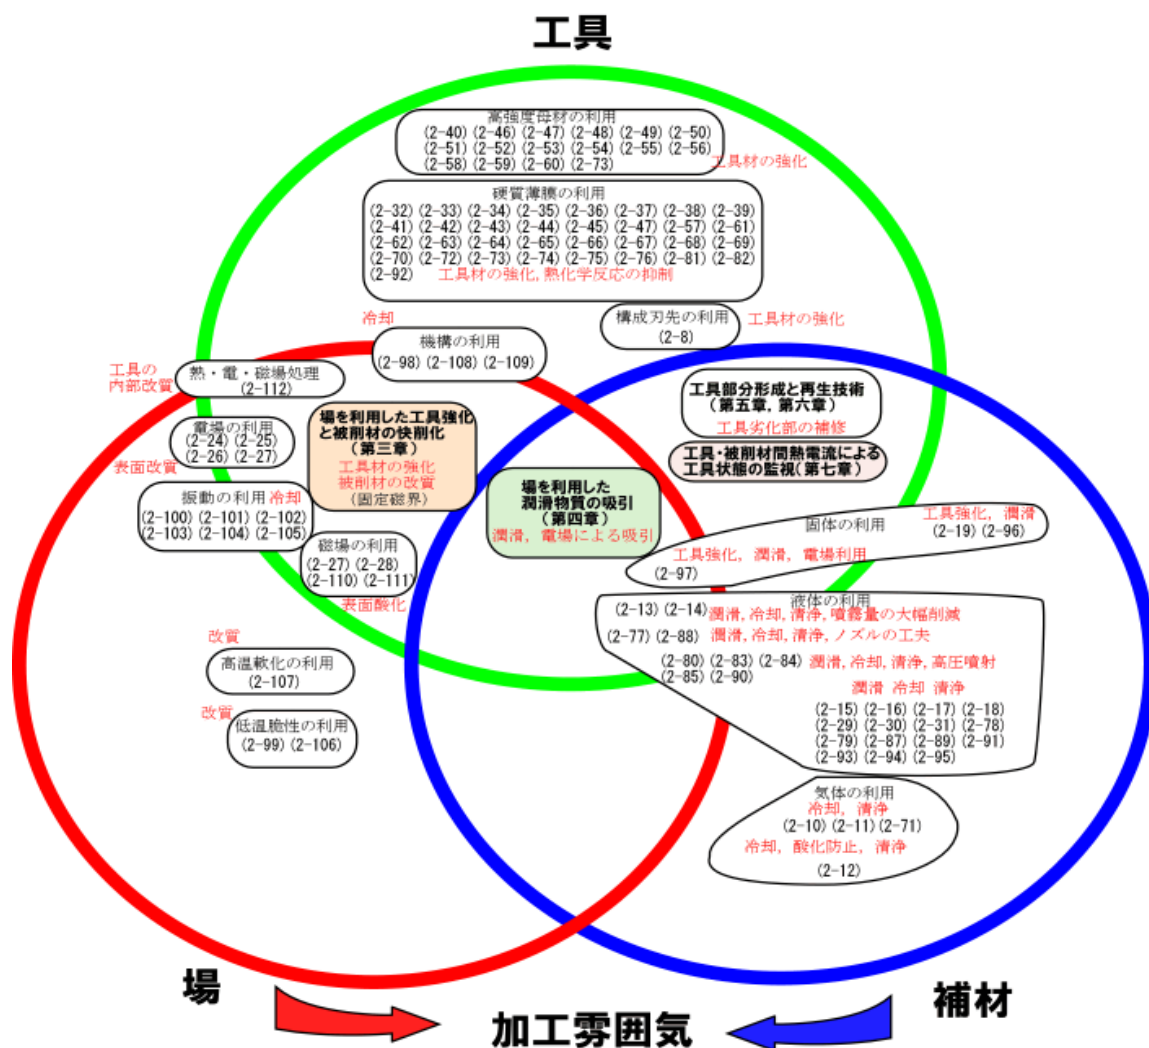 工具
高強度母材の利用
(2-40) (2-46) (2-47) (2-48) (2-49) (2-50)
(2-51) (2-52) (2-53) (2-54) (2-55) (2-56)
(2-58) (2-59) (2-60) (2-73)
工具材の強化
硬質薄膜の利用
(2-32) (2-33) (2-34) (2-35) (2-36) (2-37) (2-38) (2-39)
(2-41) (2-42) (2-43) (2-44) (2-45) (2-47) (2-57) (2-61)
(2-62) (2-63) (2-64) (2-65) (2-66) (2-67) (2-68) (2-69)
(2-70) (2-72) (2-73) (2-74) (2-75) (2-76) (2-81) (2-82)
(2-92) 工具材の強化, 熱化学反応の抑制
構成刃先の利用
(2-8)
工具材の強化
冷却
機構の利用
(2-98) (2-108) (2-109)
工具の
内部改質
熱・電・磁場処理
(2-112)
工具部分形成と再生技術
(第五章, 第六章)
工具劣化部の補修
工具・被削材間熱電流による
工具状態の監視(第七章)
電場の利用
(2-24) (2-25)
(2-26) (2-27)
表面改質
場を利用した工具強化
と被削材の快削化
(第三章)
工具材の強化
被削材の改質
(固定磁界)
場を利用した
潤滑物質の吸引
(第四章)
潤滑, 電場による吸引
振動の利用 冷却
(2-100) (2-101) (2-102)
(2-103) (2-104) (2-105)
磁場の利用
(2-27) (2-28)
(2-110) (2-111)
表面酸化
固体の利用
工具強化, 潤滑
(2-19) (2-96)
工具強化, 潤滑, 電場利用
(2-97)
液体の利用
(2-13) (2-14) 潤滑, 冷却, 清浄, 噴霧量の大幅削減
(2-77) (2-88) 潤滑, 冷却, 清浄, ノズルの工夫
(2-80) (2-83) (2-84) 潤滑, 冷却, 清浄, 高圧噴射
(2-85) (2-90)
潤滑 冷却 清浄
(2-15) (2-16) (2-17) (2-18)
(2-29) (2-30) (2-31) (2-78)
(2-79) (2-87) (2-89) (2-91)
(2-93) (2-94) (2-95)
改質
高温軟化の利用
(2-107)
改質
低温脆性の利用
(2-99) (2-106)
気体の利用
冷却, 清浄
(2-10) (2-11) (2-71)
冷却, 酸化防止, 清浄
(2-12)
場
補材
加工雰囲気